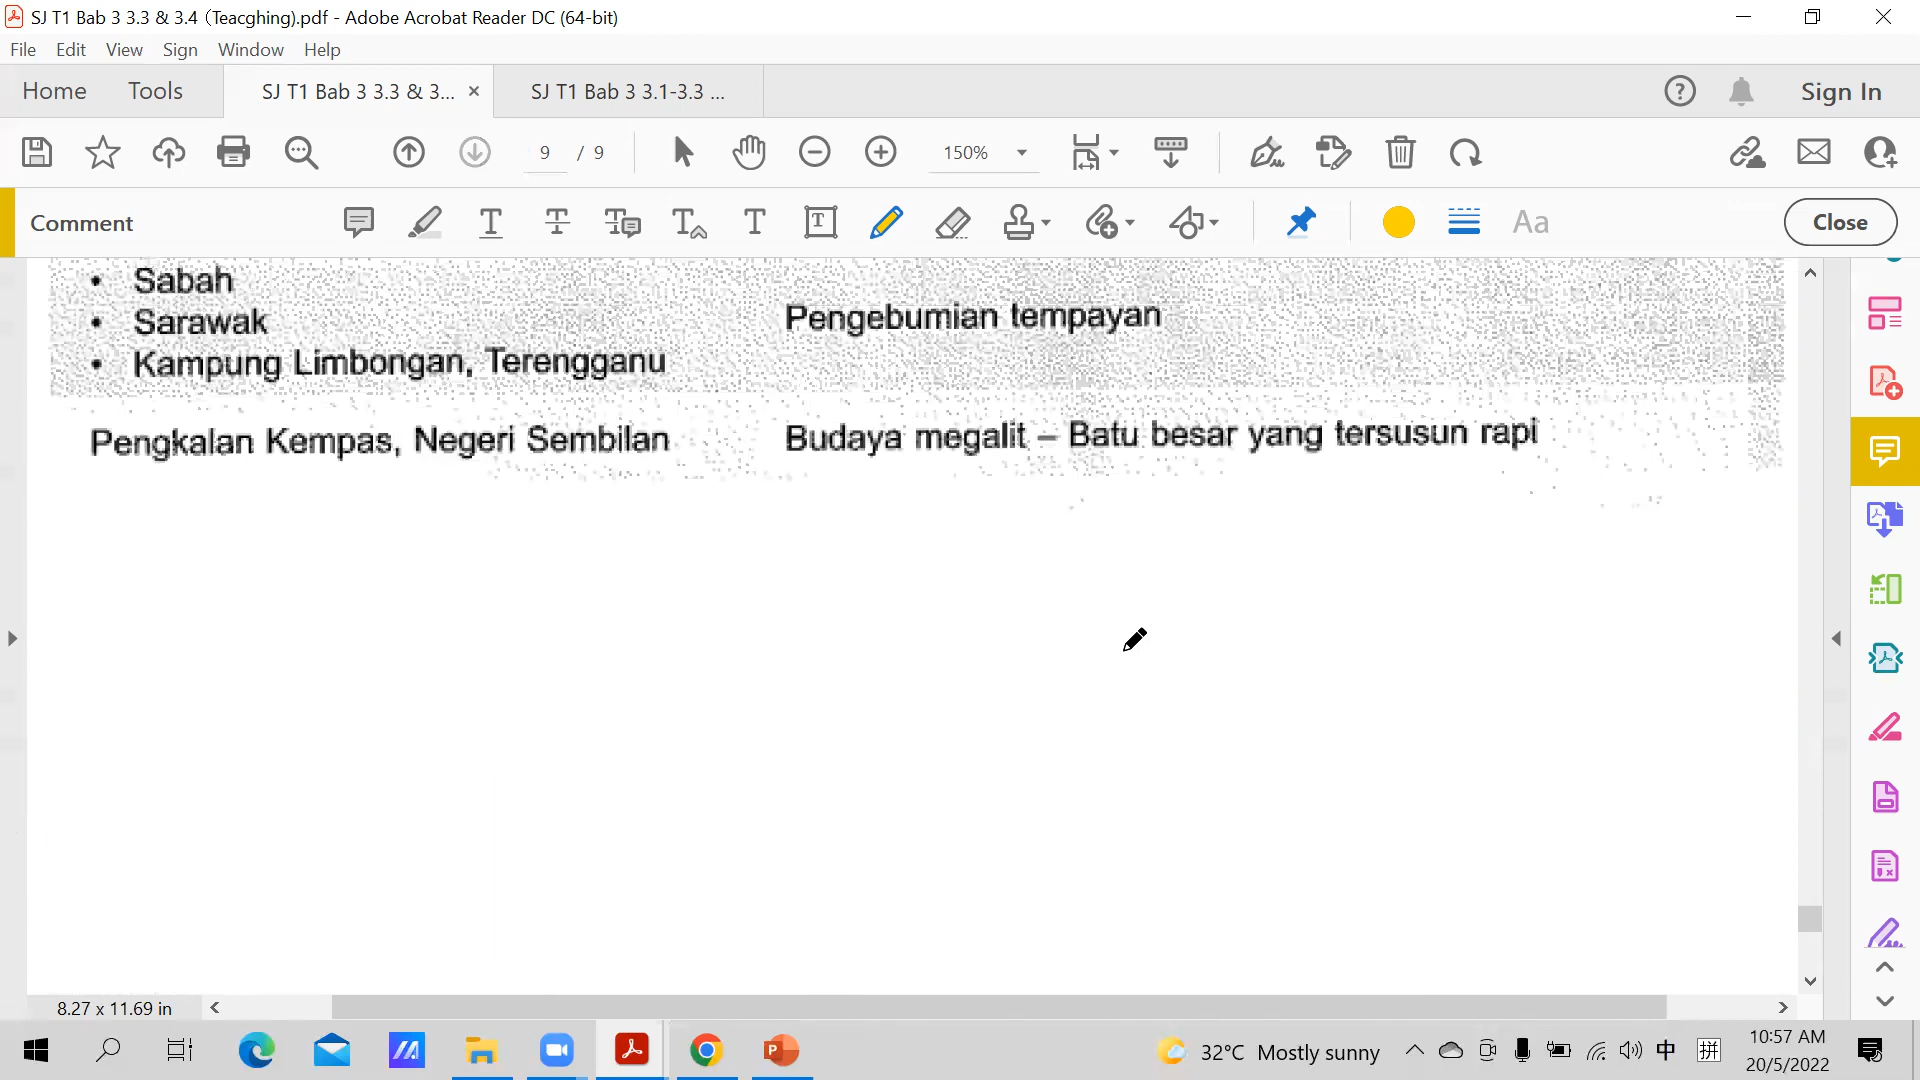 SJ T1 Bab 3 3.3 & 3.4 (Teacghing).pdf - Adobe Acrobat Reader DC (64-bit)
File Edit View Sign Window Help
Home Tools SJ T1 Bab 3 3.3 & 3... × SJ T1 Bab 3 3.1-3.3 ... Sign In
9 / 9 150%
Comment Aa Close
• Sabah
• Sarawak
• Kampung Limbongan, Terengganu
Pengebumian tempayan
Pengkalan Kempas, Negeri Sembilan Budaya megalit – Batu besar yang tersusun rapi
8.27 x 11.69 in
32°C Mostly sunny 中 拼 10:57 AM
20/5/2022